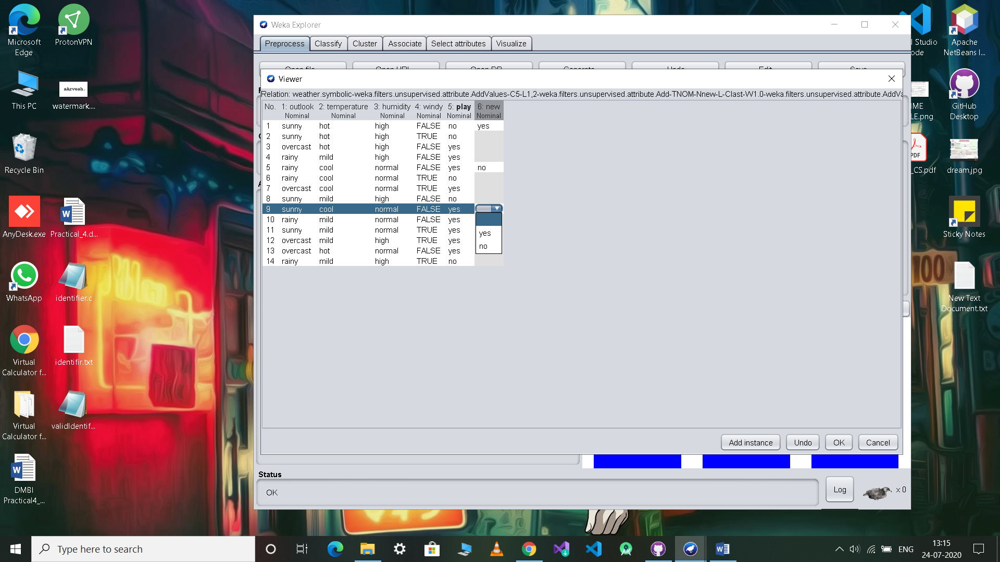 Microsoft Edge
ProtonVPN
This PC
sArvesh.
watermark....
Recycle Bin
AnyDesk.exe
Practical_4.d...
WhatsApp
identifier.c
Virtual Calculator f...
identifir.txt
Virtual Calculator f...
validIdentif...
DMBI Practical4_...
Weka Explorer
Preprocess Classify Cluster Associate Select attributes Visualize
Viewer
Relation: weather.symbolic-weka.filters.unsupervised.attribute.AddValues-C5-L1,2-weka.filters.unsupervised.attribute.Add-TNOM-Nnew-L-Clast-W1.0-weka.filters.unsupervised.attribute.AddVa
No. 1: outlook 2: temperature 3: humidity 4: windy 5: play 6: new
Nominal Nominal Nominal Nominal Nominal Nominal
1 sunny hot high FALSE no yes
2 sunny hot high TRUE no
3 overcast hot high FALSE yes
4 rainy mild high FALSE yes
5 rainy cool normal FALSE yes no
6 rainy cool normal TRUE no
7 overcast cool normal TRUE yes
8 sunny mild high FALSE no
9 sunny cool normal FALSE yes
10 rainy mild normal FALSE yes
11 sunny mild normal TRUE yes
12 overcast mild high TRUE yes
13 overcast hot normal FALSE yes
14 rainy mild high TRUE no
yes
no
Add instance Undo OK Cancel
Status
OK
Log
x 0
l Studio
ode
Apache NetBeans I...
ME
LE.png
GitHub Desktop
PDF
_CS.pdf
dream.jpg
Sticky Notes
New Text Document.txt
Type here to search
ENG
13:15
24-07-2020